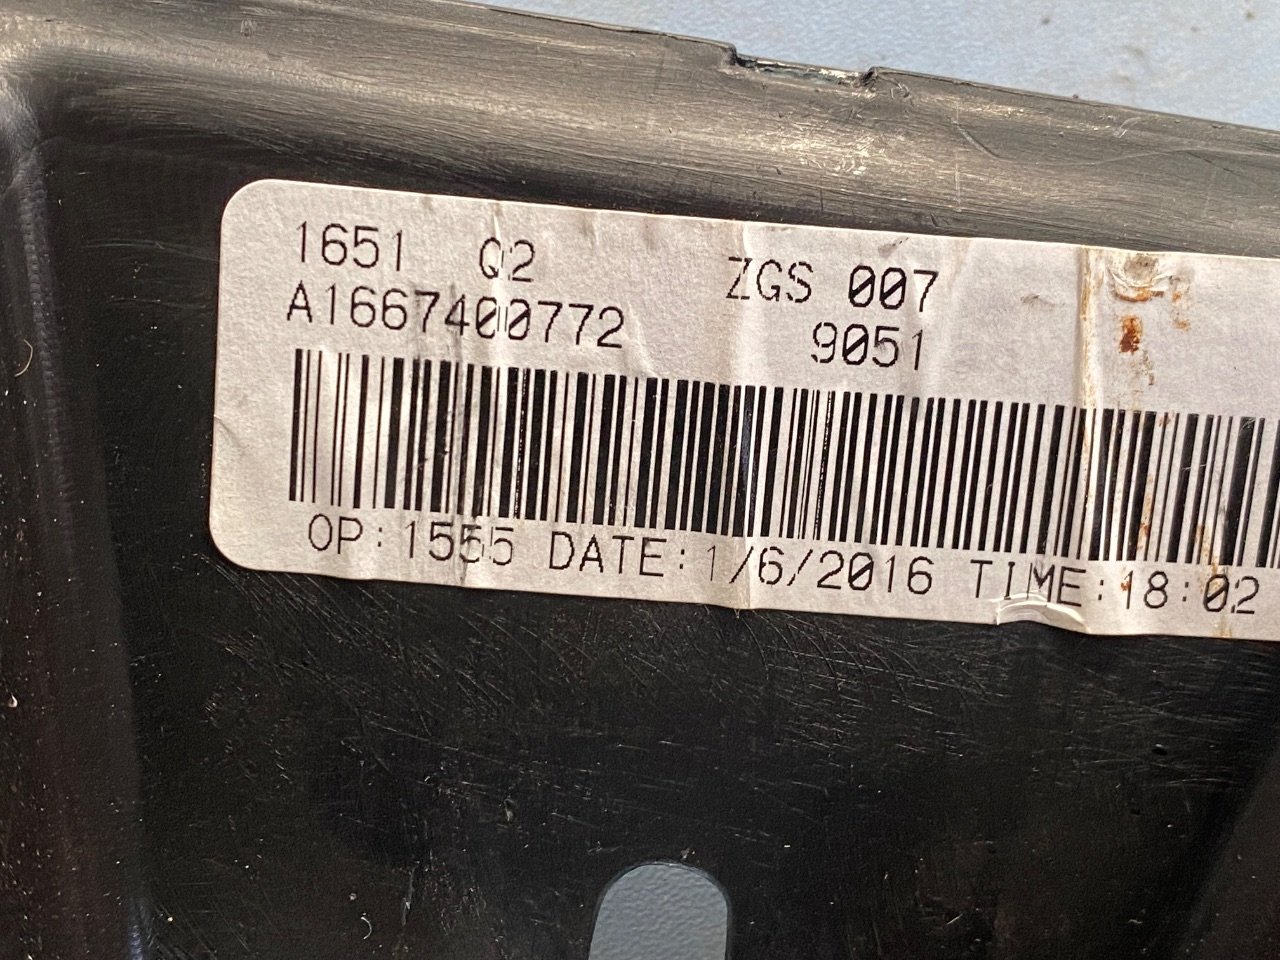 1651 Q2 ZGS 007
A1667400772 9051
OP:1555 DATE:1/6/2016 TIME:18:02